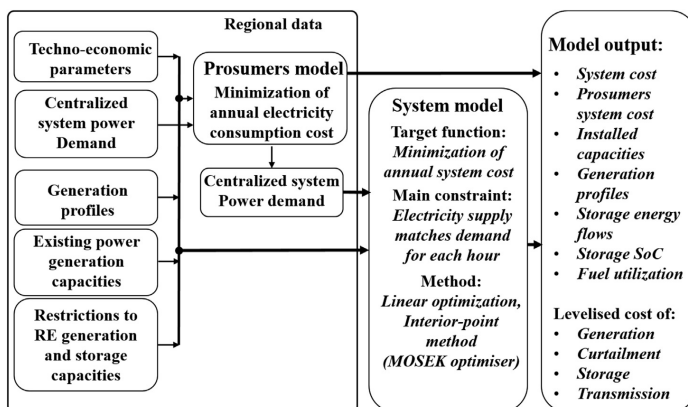 Regional data
Techno-economic
parameters
Centralized
system power
Demand
Generation
profiles
Existing power
generation
capacities
Restrictions to
RE generation
and storage
capacities
Prosumers model
Minimization of
annual electricity
consumption cost
Centralized system
Power demand
System model
Target function:
Minimization of
annual system cost
Main constraint:
Electricity supply
matches demand
for each hour
Method:
Linear optimization,
Interior-point
method
(MOSEK optimiser)
Model output:
• System cost
• Prosumers
system cost
• Installed
capacities
• Generation
profiles
• Storage energy
flows
• Storage SoC
• Fuel utilization
Levelised cost of:
• Generation
• Curtailment
• Storage
• Transmission